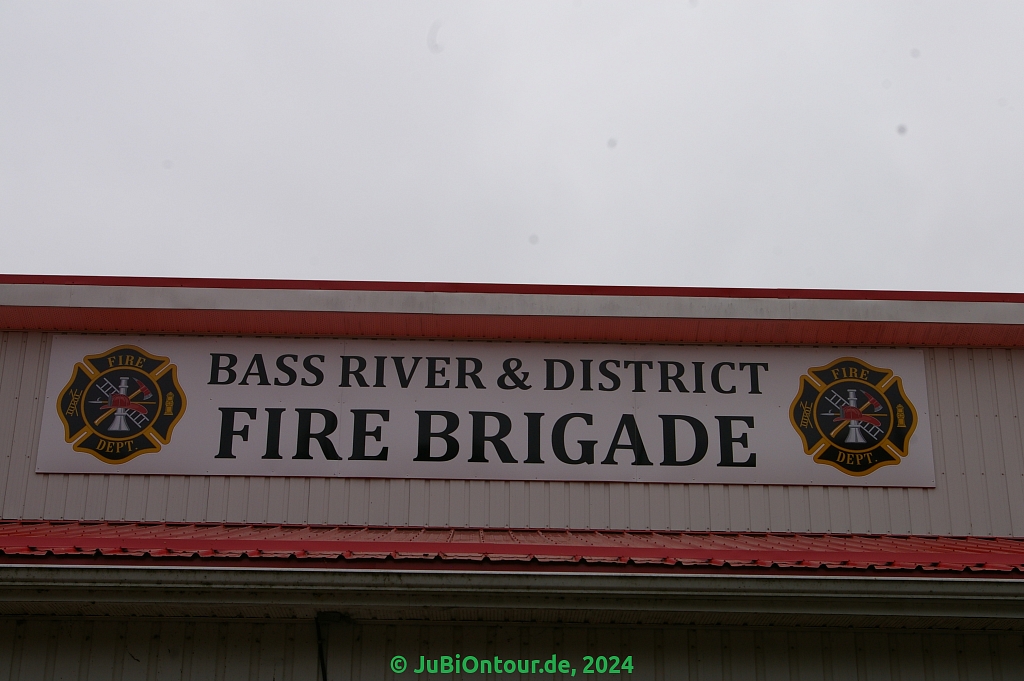 FIRE
DEPT.
BASS RIVER & DISTRICT
FIRE BRIGADE
FIRE
DEPT.
© JuBiOntour.de, 2024